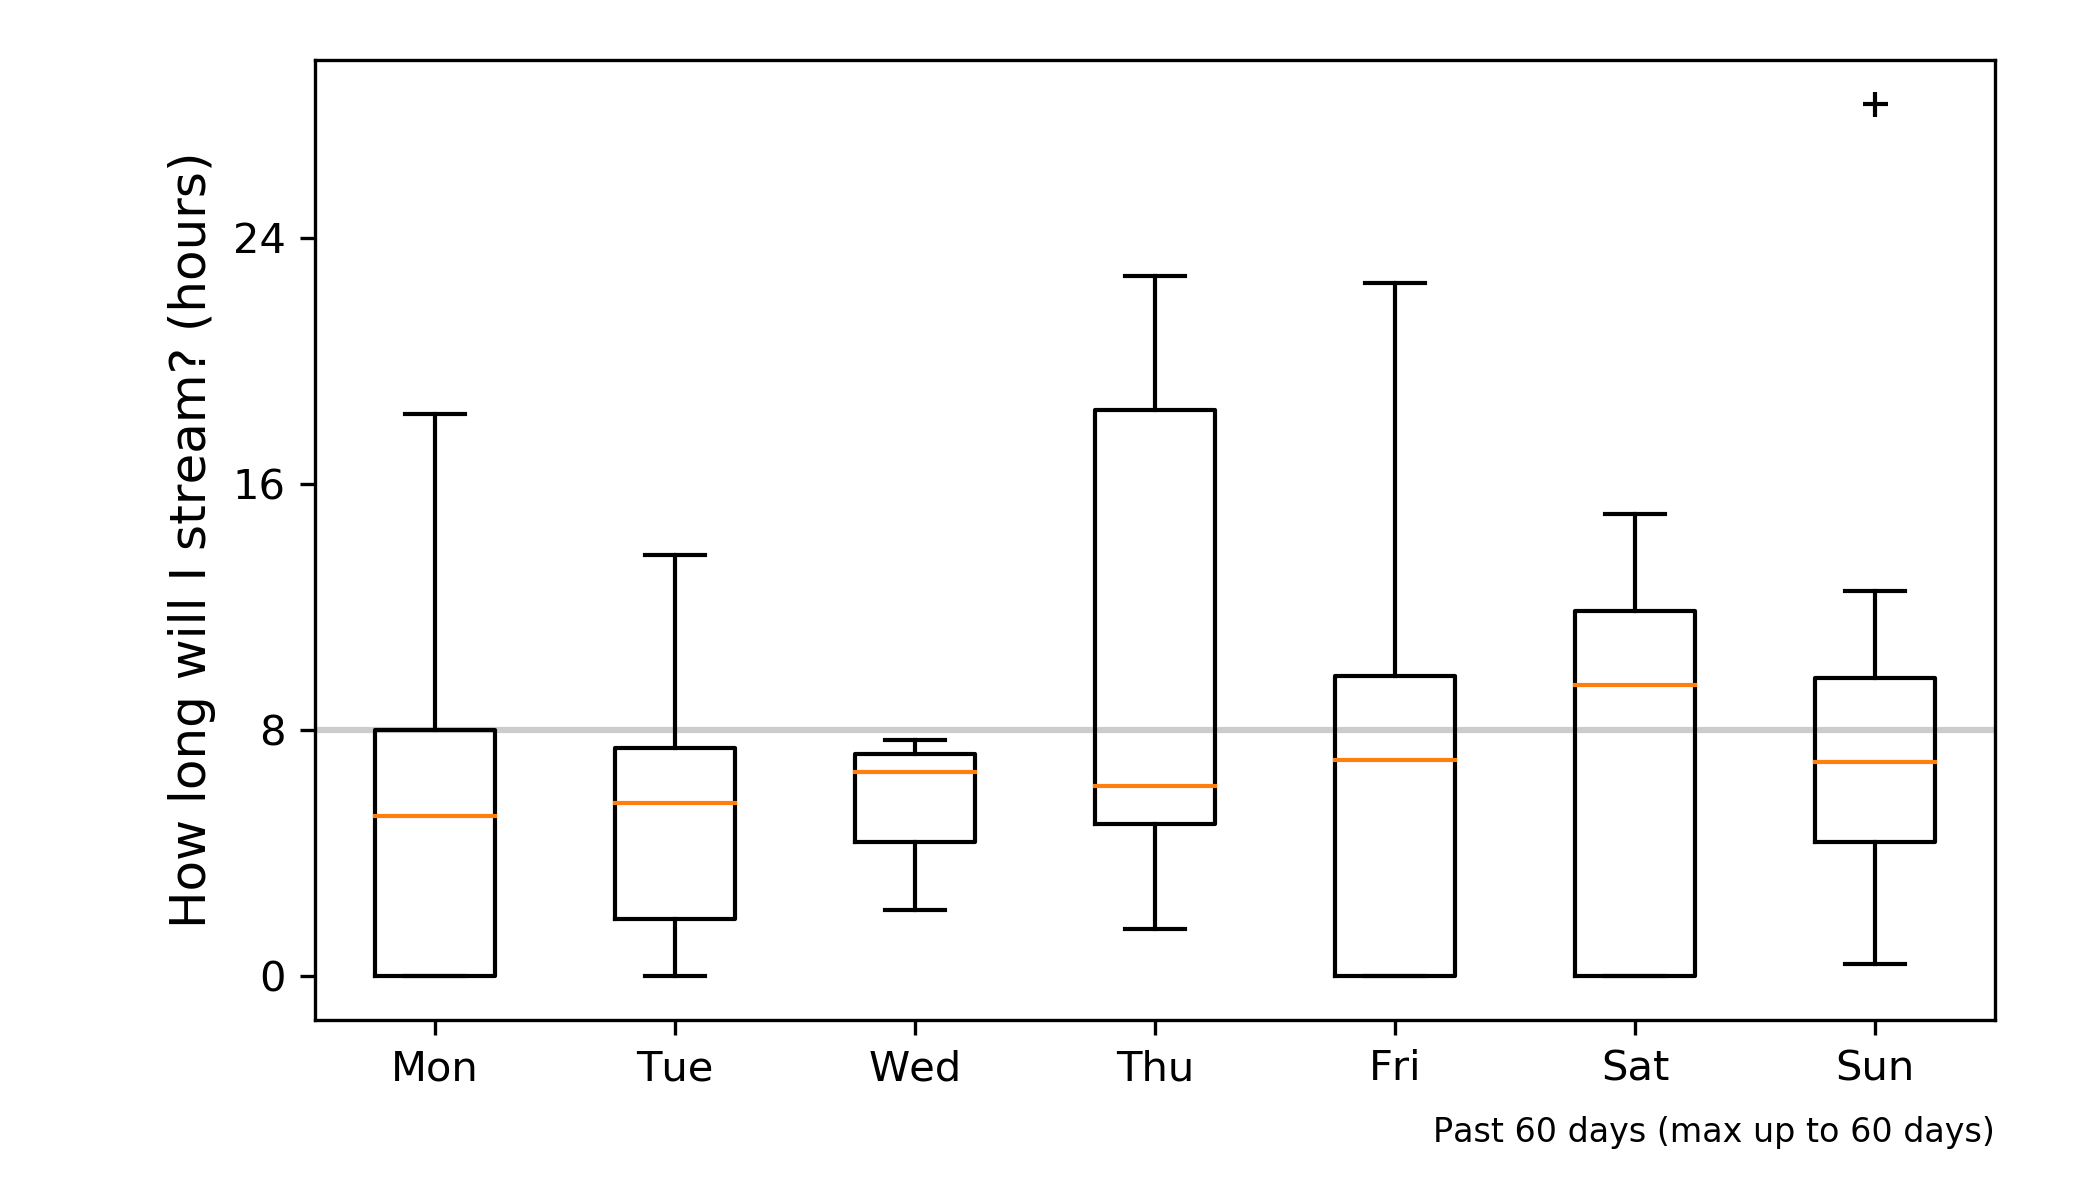 How long will I stream? (hours)
24
16
8
0
Mon Tue Wed Thu Fri Sat Sun
Past 60 days (max up to 60 days)